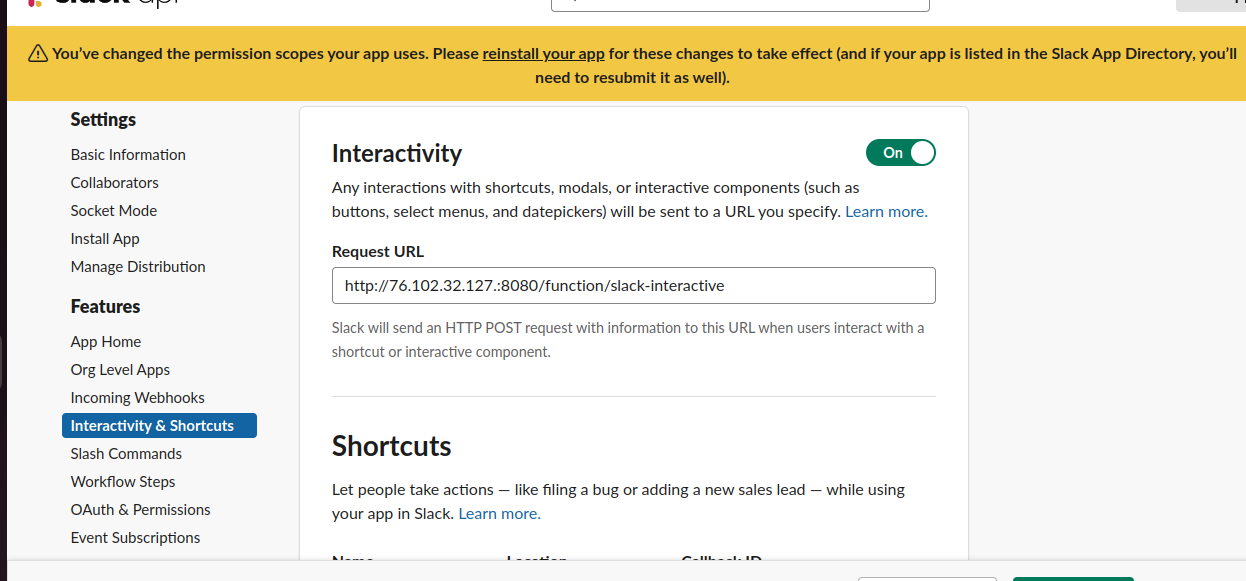 You've changed the permission scopes your app uses. Please reinstall your app for these changes to take effect (and if your app is listed in the Slack App Directory, you'll
need to resubmit it as well).
Settings
Basic Information
Collaborators
Socket Mode
Install App
Manage Distribution
Features
App Home
Org Level Apps
Incoming Webhooks
Interactivity & Shortcuts
Slash Commands
Workflow Steps
OAuth & Permissions
Event Subscriptions
Interactivity
On
Any interactions with shortcuts, modals, or interactive components (such as
buttons, select menus, and datepickers) will be sent to a URL you specify. Learn more.
Request URL
http://76.102.32.127.:8080/function/slack-interactive
Slack will send an HTTP POST request with information to this URL when users interact with a
shortcut or interactive component.
Shortcuts
Let people take actions — like filing a bug or adding a new sales lead — while using
your app in Slack. Learn more.
Name Location Callback ID